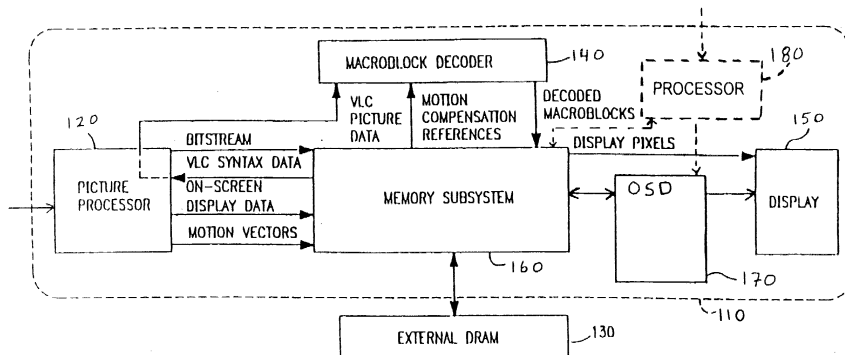 MACROBLOCK DECODER
140
180
PROCESSOR
120
VLC
PICTURE
DATA
MOTION
COMPENSATION
REFERENCES
DECODED
MACROBLOCKS
BITSTREAM
VLC SYNTAX DATA
ON-SCREEN
DISPLAY DATA
MOTION VECTORS
PICTURE
PROCESSOR
MEMORY SUBSYSTEM
160
DISPLAY PIXELS
150
OSD
DISPLAY
170
110
EXTERNAL DRAM
130